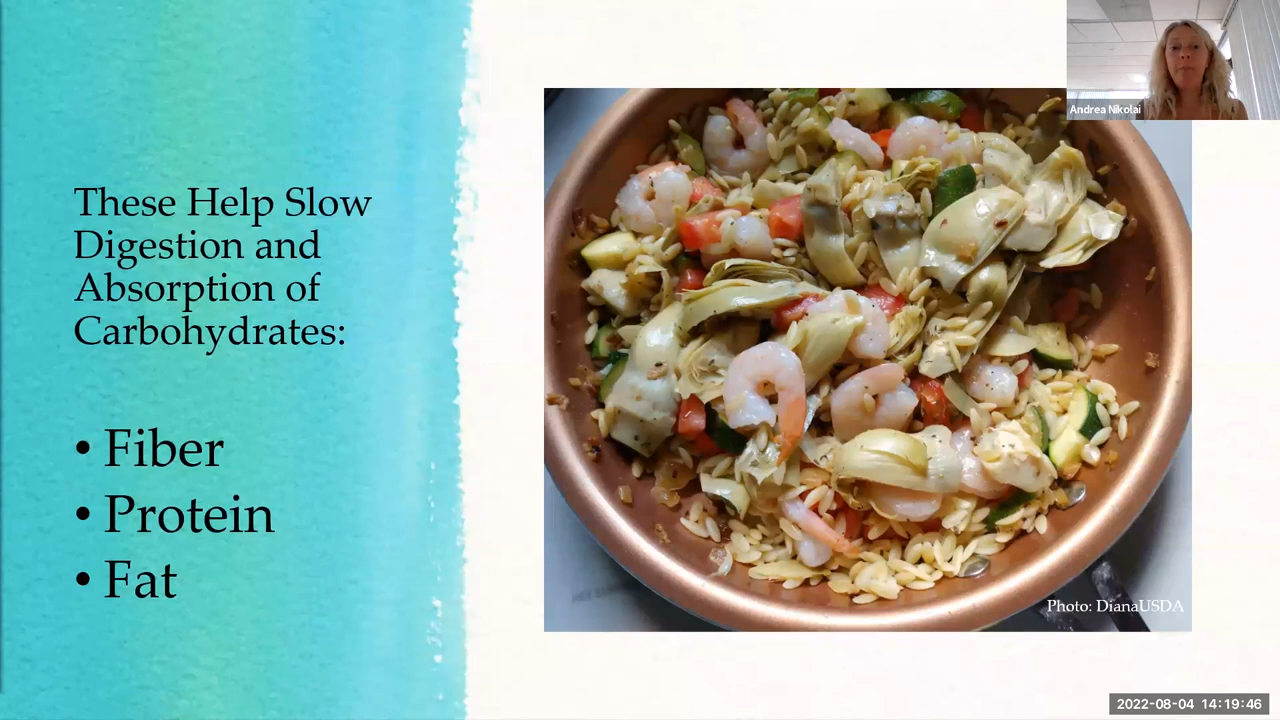 These Help Slow
Digestion and
Absorption of
Carbohydrates:
• Fiber
• Protein
• Fat
Andrea Nikolai
Photo: DianaUSDA
2022-08-04 14:19:46